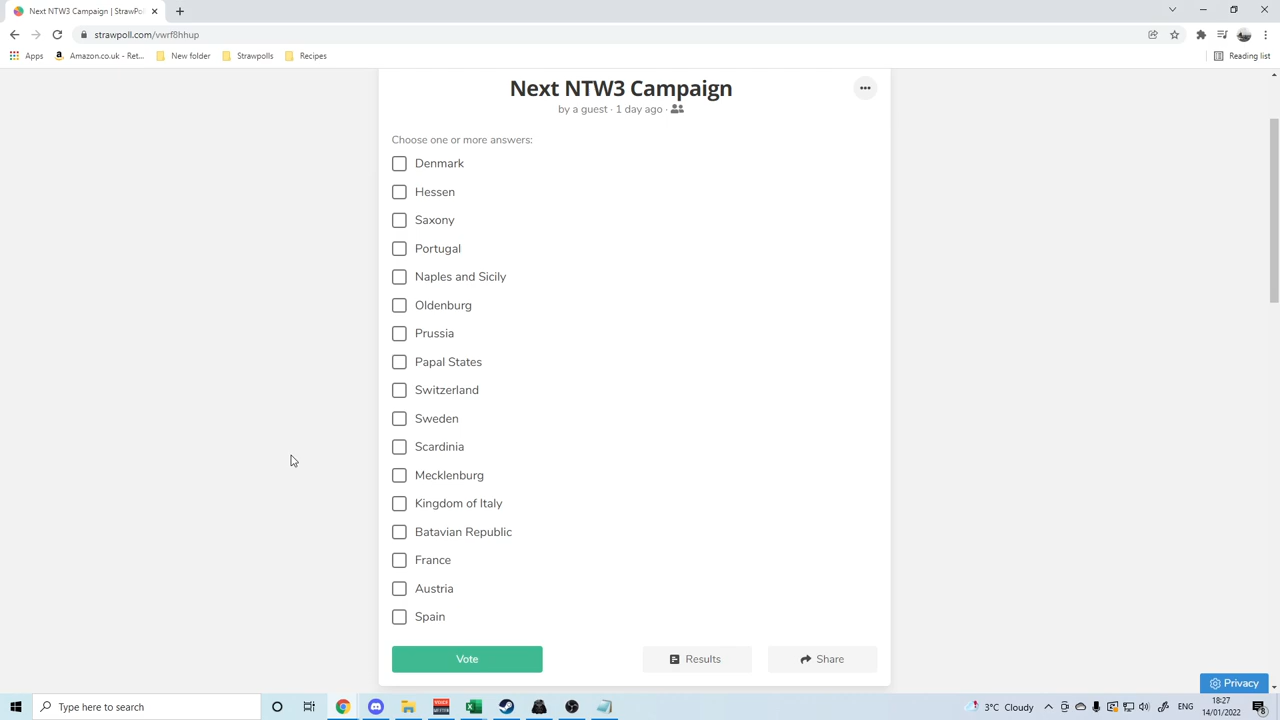 Next NTW3 Campaign | StrawPol
strawpoll.com/vwrf8hhup
Apps Amazon.co.uk - Ret... New folder Strawpolls Recipes Reading list
Next NTW3 Campaign
by a guest · 1 day ago ·
Choose one or more answers:
Denmark
Hessen
Saxony
Portugal
Naples and Sicily
Oldenburg
Prussia
Papal States
Switzerland
Sweden
Scardinia
Mecklenburg
Kingdom of Italy
Batavian Republic
France
Austria
Spain
Vote Results Share
Privacy
Type here to search
3°C Cloudy ENG
18:27
14/01/2022